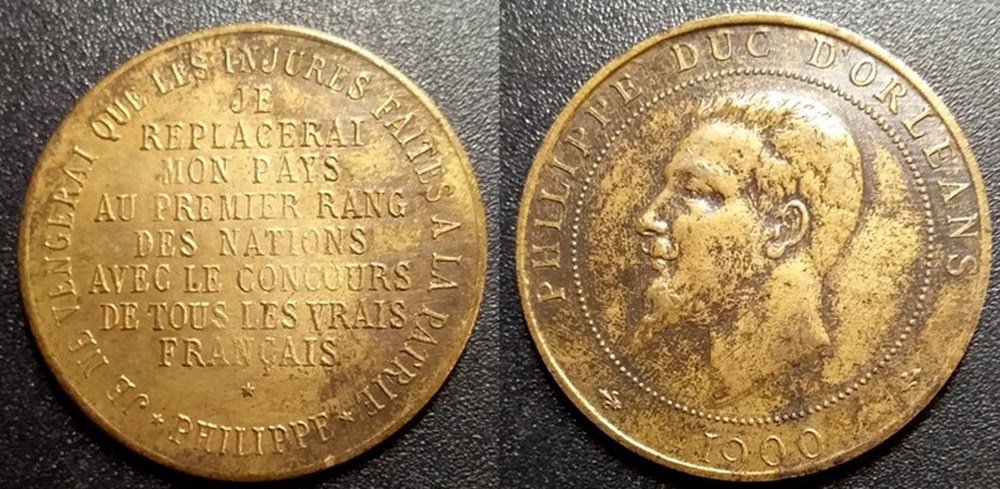 JE NE VENGERAI QUE LES INJURES FAITES A LA PATRIE
* PHILIPPE *
JE
REPLACERAI
MON PAYS
AU PREMIER RANG
DES NATIONS
AVEC LE CONCOURS
DE TOUS LES VRAIS
FRANÇAIS
*
PHILIPPE DUC D'ORLEANS
1900